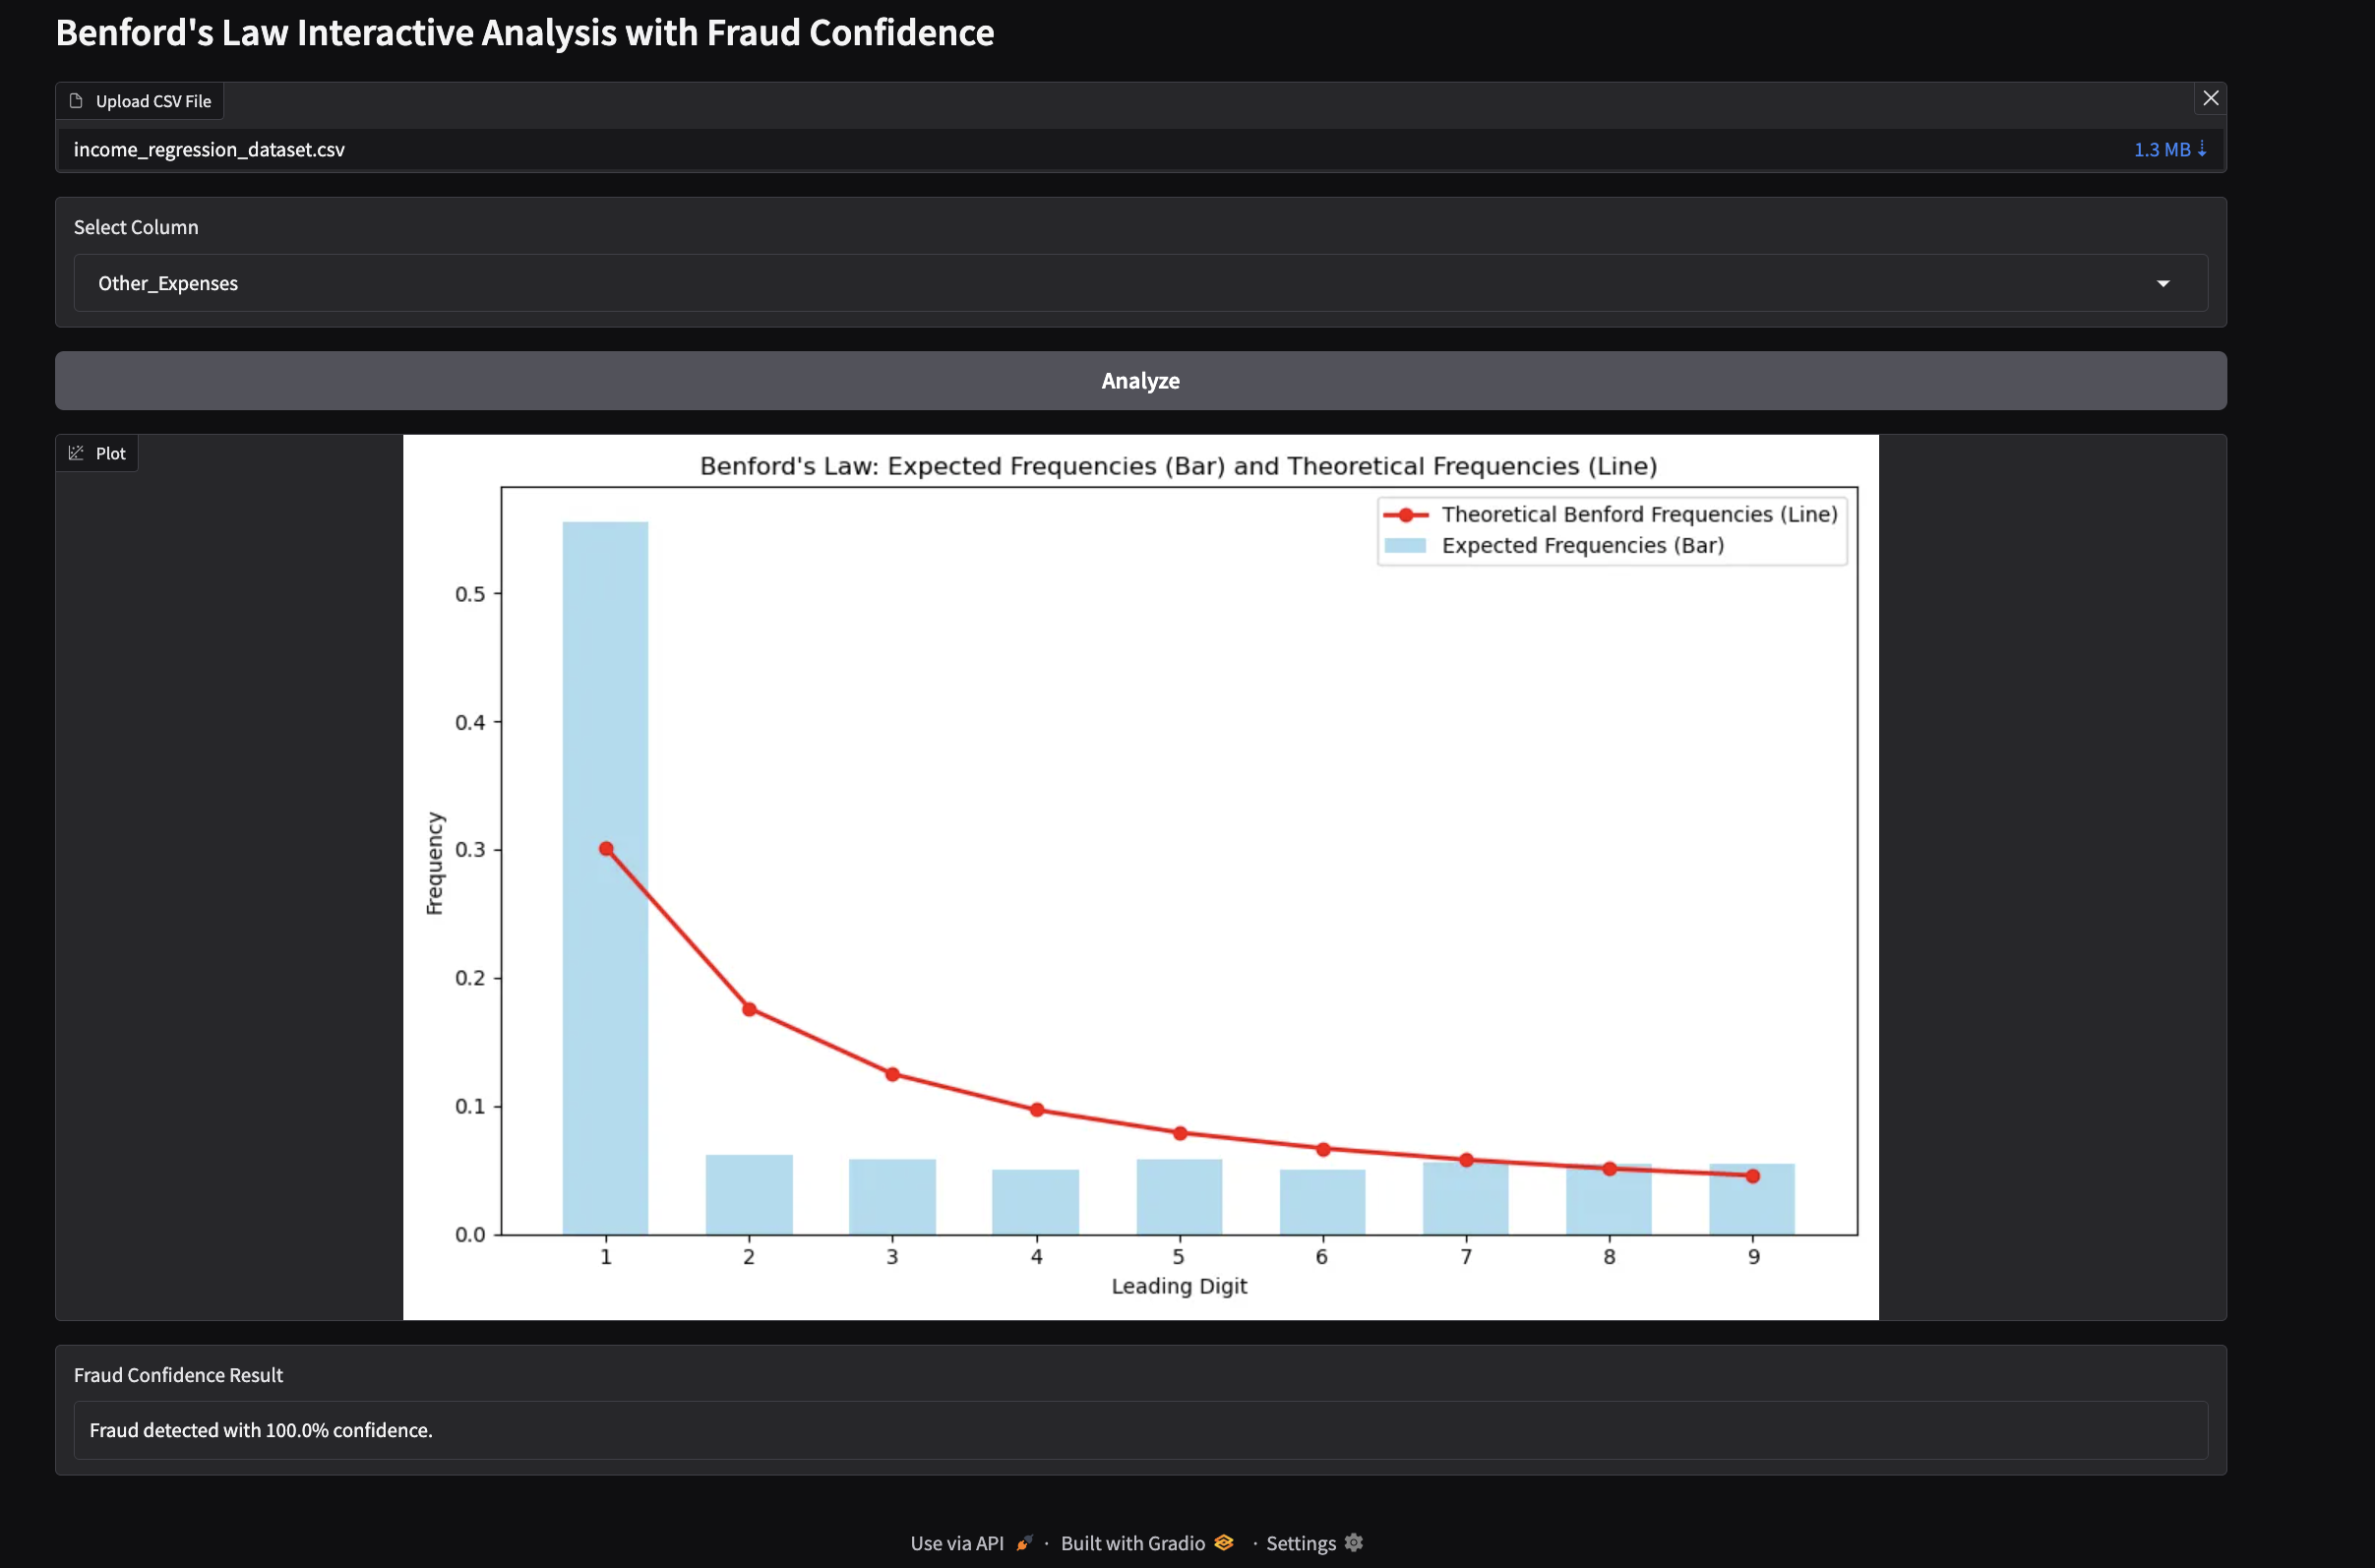 Benford's Law Interactive Analysis with Fraud Confidence
Upload CSV File
income_regression_dataset.csv
1.3 MB ⇣
Select Column
Other_Expenses
Analyze
Plot
Benford's Law: Expected Frequencies (Bar) and Theoretical Frequencies (Line)
Theoretical Benford Frequencies (Line)
Expected Frequencies (Bar)
Frequency
0.5
0.4
0.3
0.2
0.1
0.0
1 2 3 4 5 6 7 8 9
Leading Digit
Fraud Confidence Result
Fraud detected with 100.0% confidence.
Use via API · Built with Gradio · Settings